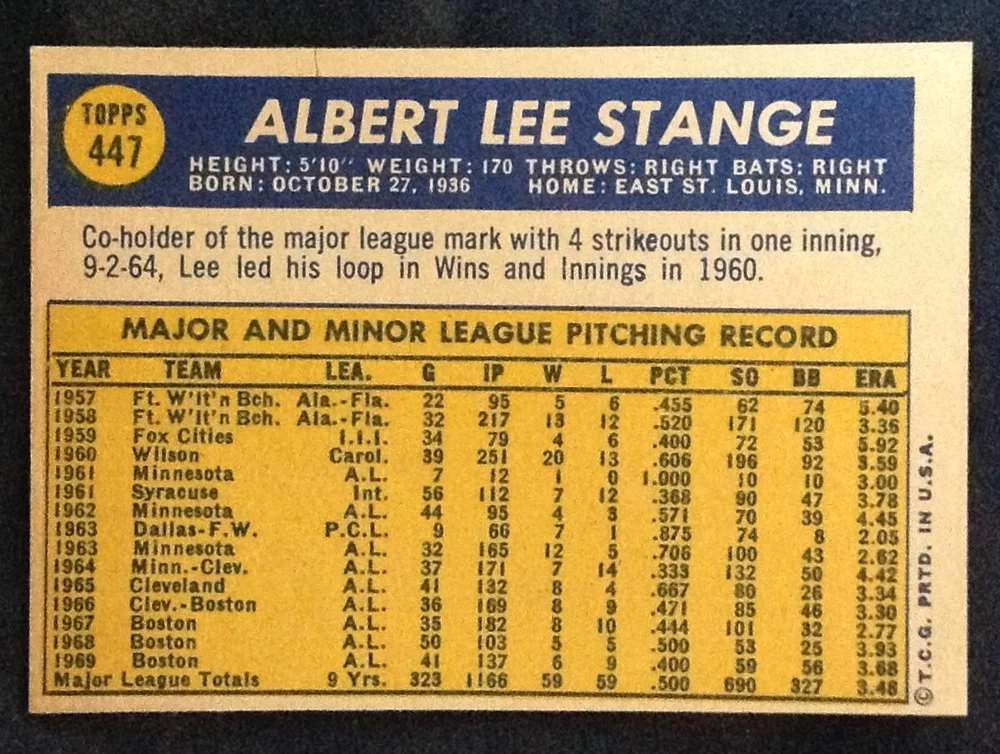 TOPPS
447
ALBERT LEE STANGE
HEIGHT: 5'10" WEIGHT: 170 THROWS: RIGHT BATS: RIGHT
BORN: OCTOBER 27, 1936 HOME: EAST ST. LOUIS, MINN.
Co-holder of the major league mark with 4 strikeouts in one inning,
9-2-64, Lee led his loop in Wins and Innings in 1960.
MAJOR AND MINOR LEAGUE PITCHING RECORD
YEAR TEAM LEA. G IP W L PCT SO BB ERA
1957 Ft. W'lt'n Bch. Ala.-Fla. 22 95 5 6 .455 62 74 5.40
1958 Ft. W'lt'n Bch. Ala.-Fla. 32 217 13 12 .520 171 120 3.36
1959 Fox Cities I.I.I. 34 79 4 6 .400 72 53 5.92
1960 Wilson Carol. 39 251 20 13 .606 196 92 3.59
1961 Minnesota A.L. 7 12 1 0 1.000 10 10 3.00
1961 Syracuse Int. 56 112 7 12 .368 90 47 3.78
1962 Minnesota A.L. 44 95 4 3 .571 70 39 4.45
1963 Dallas-F.W. P.C.L. 9 66 7 1 .875 74 8 2.05
1963 Minnesota A.L. 32 165 12 5 .706 100 43 2.62
1964 Minn.-Clev. A.L. 37 171 7 14 .333 132 50 4.42
1965 Cleveland A.L. 41 132 8 4 .667 80 26 3.34
1966 Clev.-Boston A.L. 36 169 8 9 .471 85 46 3.30
1967 Boston A.L. 35 182 8 10 .444 101 32 2.77
1968 Boston A.L. 50 103 5 5 .500 53 25 3.93
1969 Boston A.L. 41 137 6 9 .400 59 56 3.68
Major League Totals 9 Yrs. 323 1166 59 59 .500 690 327 3.48
©T.C.G. PRTD. IN U.S.A.